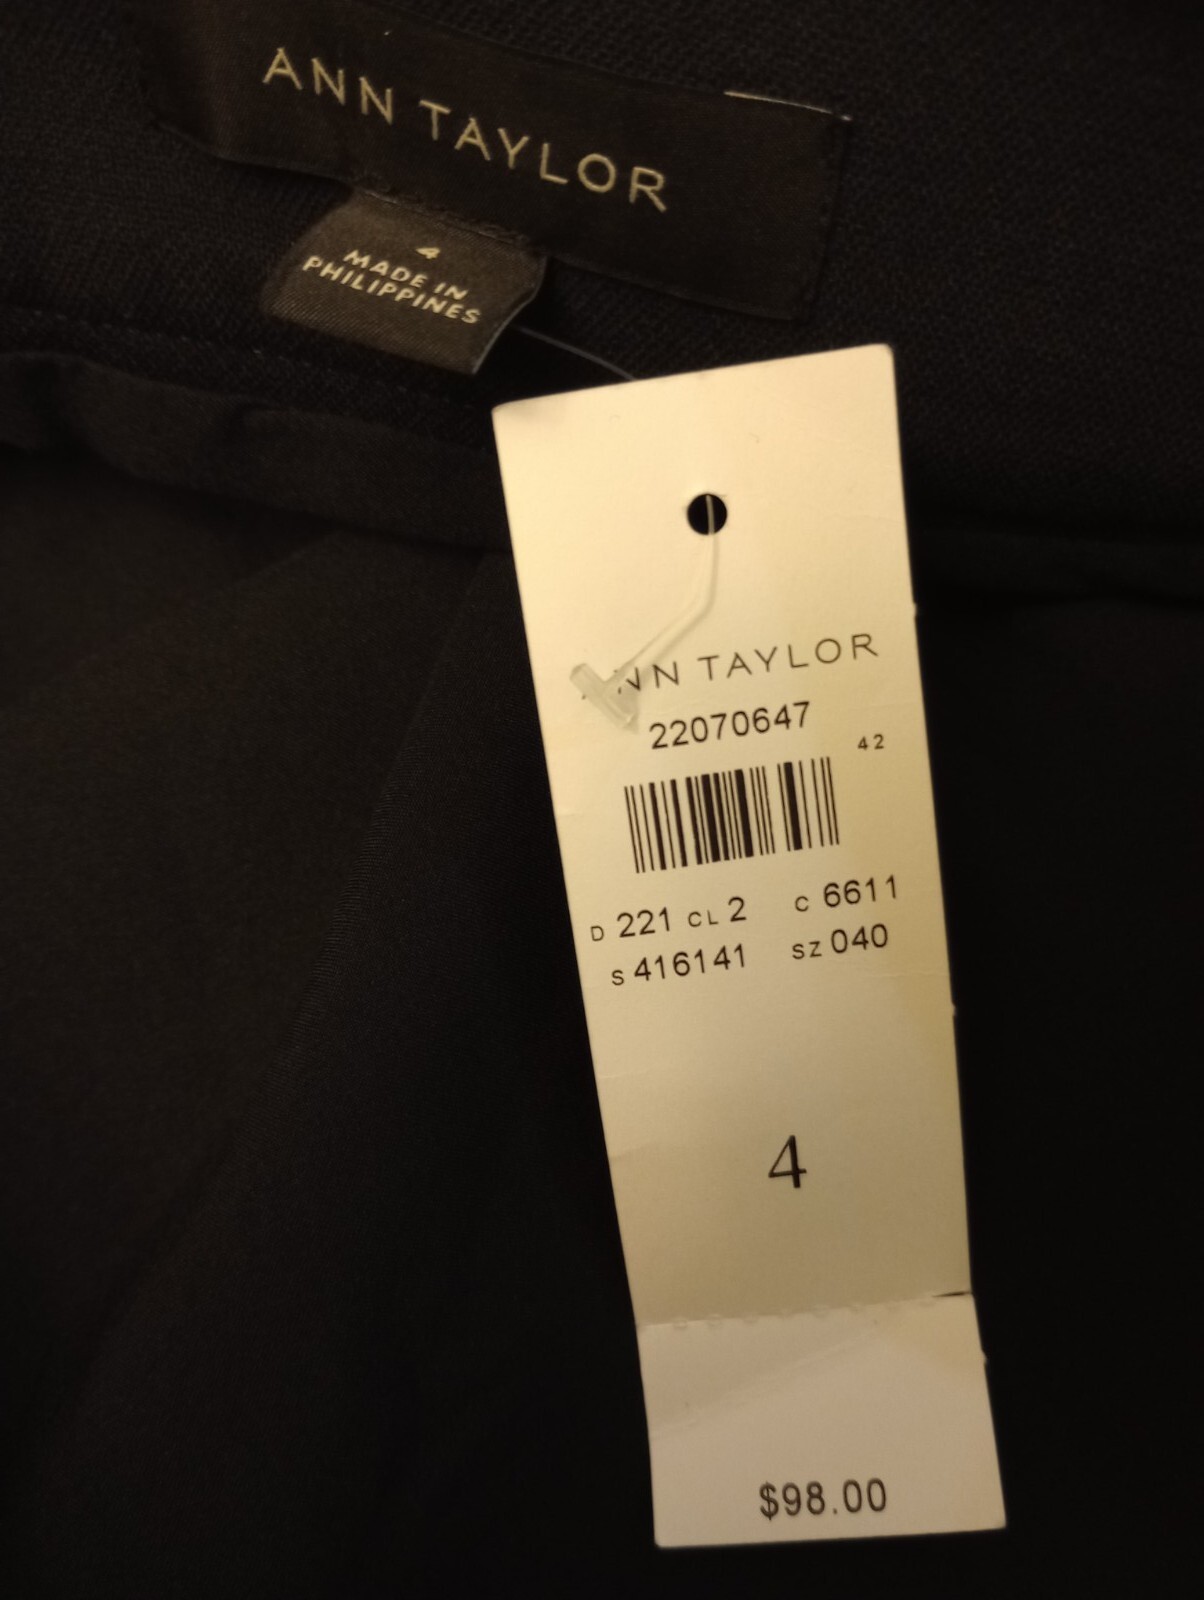 ANN TAYLOR
4
MADE IN
PHILIPPINES
ANN TAYLOR
22070647
42
D 221 CL 2 C 6611
S 416141 SZ 040
4
$98.00